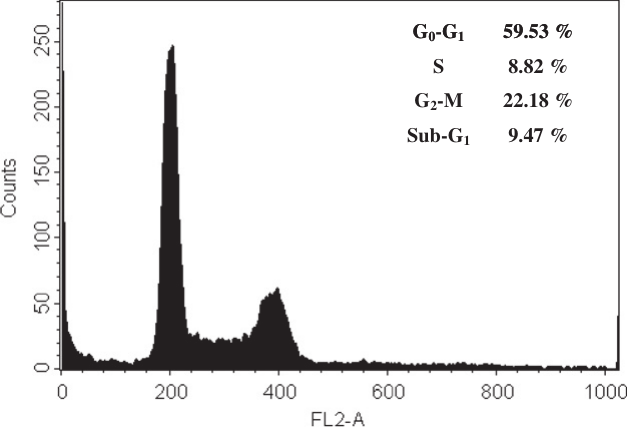 G₀-G₁ 59.53 %
S 8.82 %
G₂-M 22.18 %
Sub-G₁ 9.47 %
250
200
150
100
50
0
Counts
0 200 400 600 800 1000
FL2-A